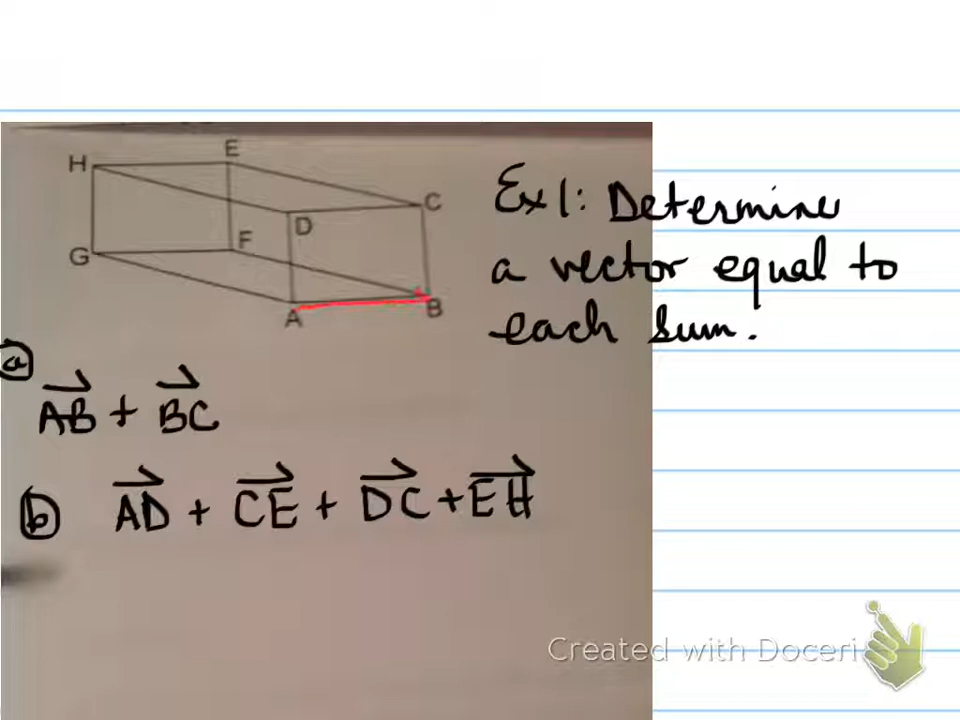 H
E
C
D
F
G
A
B
Ex 1: Determine
a vector equal to
each sum.
a
AB + BC
b AD + CE + DC + EH
Created with Doceri